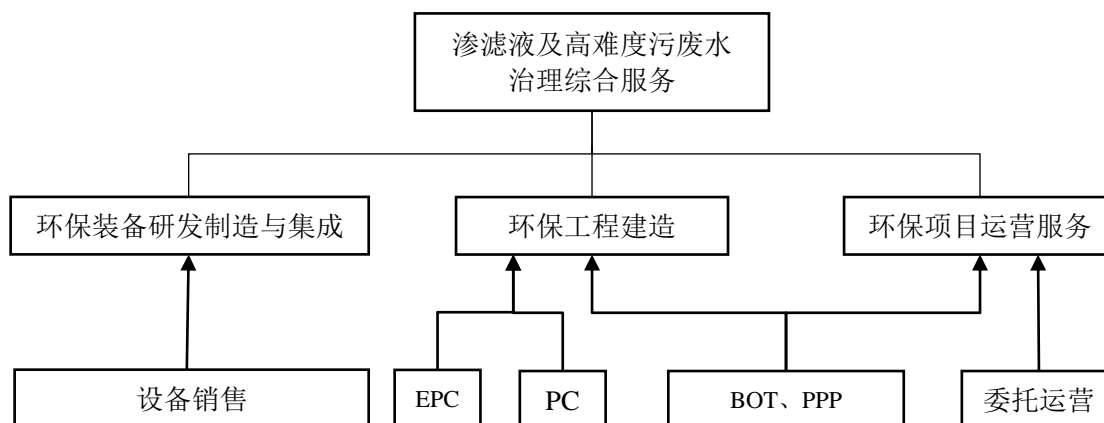 渗滤液及高难度污废水
治理综合服务
环保装备研发制造与集成
环保工程建造
环保项目运营服务
设备销售
EPC
PC
BOT、PPP
委托运营